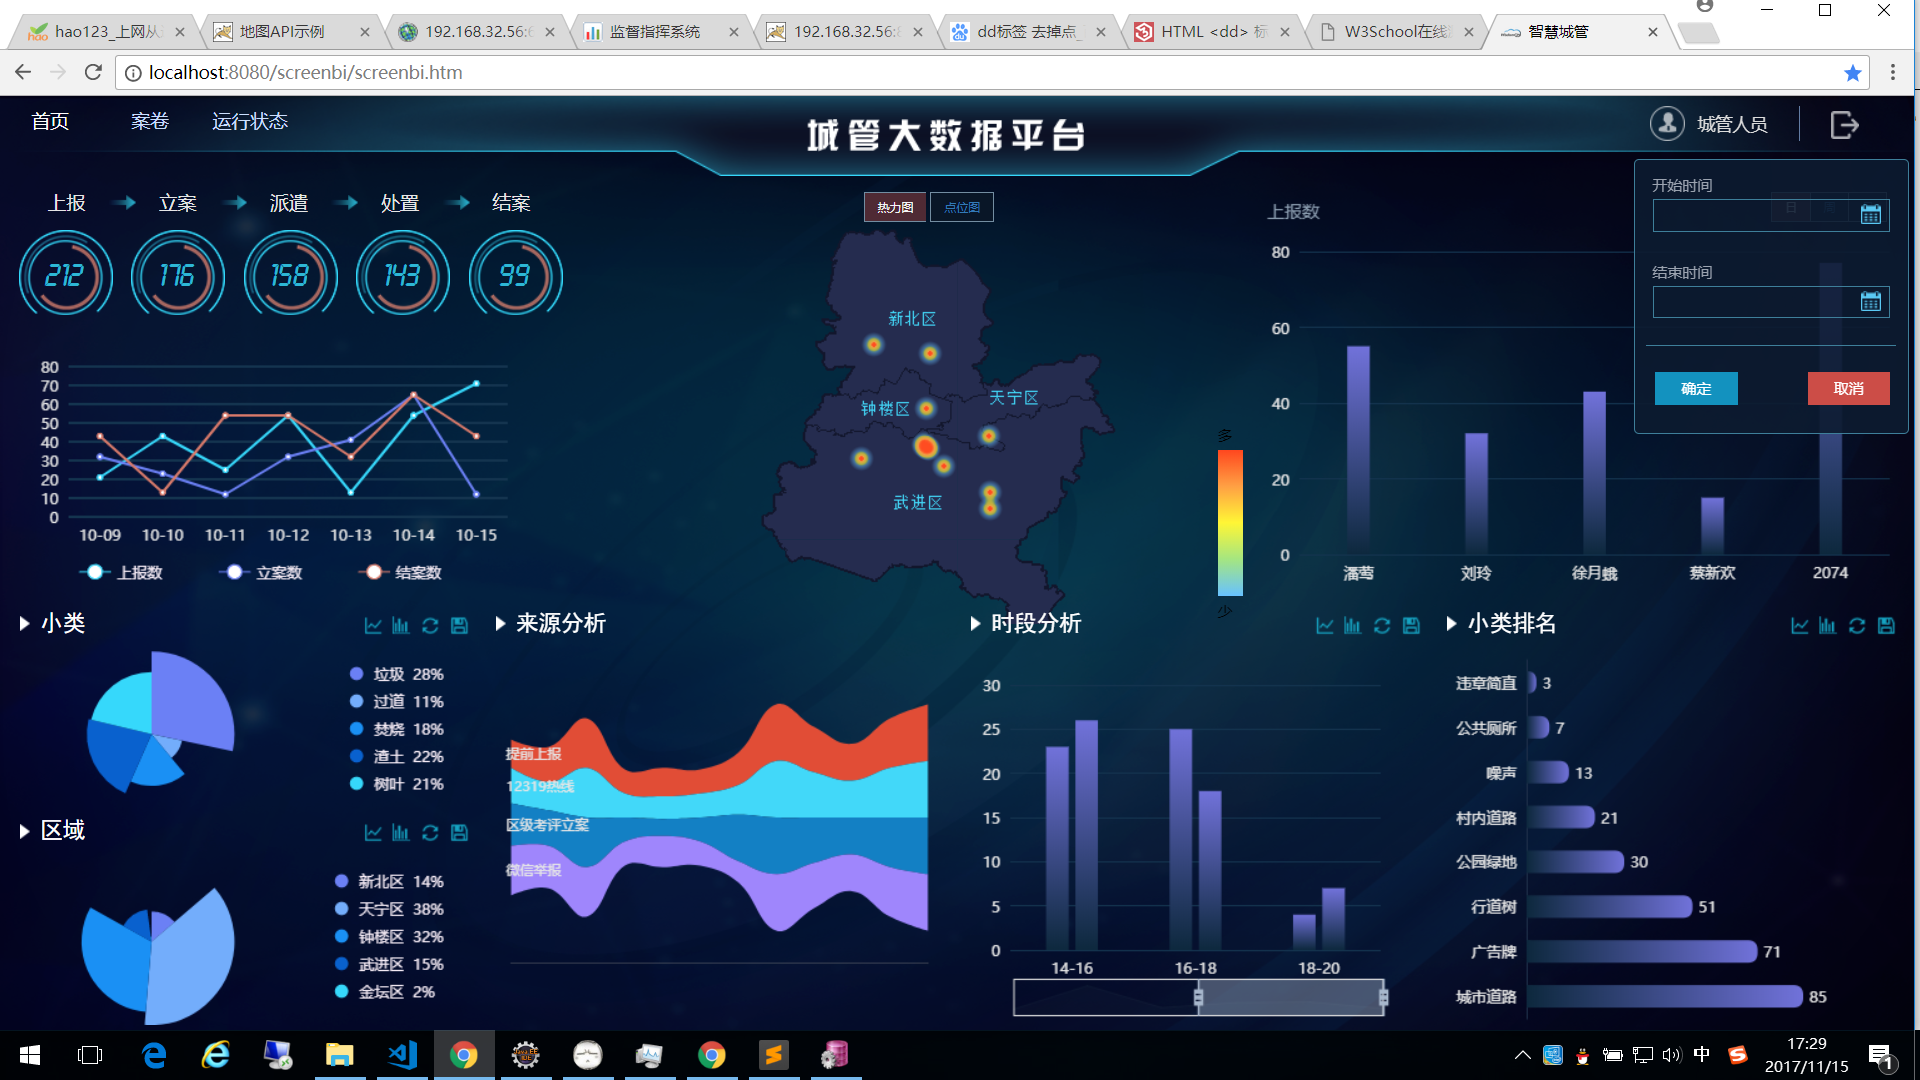 hao123_上网从
地图API示例
192.168.32.56:
监督指挥系统
192.168.32.56:
dd标签 去掉点_
HTML <dd> 标
W3School在线
智慧城管
localhost:8080/screenbi/screenbi.htm
首页 案卷 运行状态
城管大数据平台
城管人员
上报 立案 派遣 处置 结案
212 176 158 143 99
热力图 点位图
上报数
日
开始时间
结束时间
确定 取消
80
70
60
50
40
30
20
10
0
10-09 10-10 10-11 10-12 10-13 10-14 10-15
上报数 立案数 结案数
新北区
天宁区
钟楼区
武进区
多
少
80
60
40
20
0
潘莺 刘玲 徐月蛾 蔡新欢 2074
小类
垃圾 28%
过道 11%
焚烧 18%
渣土 22%
树叶 21%
区域
新北区 14%
天宁区 38%
钟楼区 32%
武进区 15%
金坛区 2%
来源分析
提前上报
12319热线
区级考评立案
微信举报
时段分析
30
25
20
15
10
5
0
14-16 16-18 18-20
小类排名
违章简直 3
公共厕所 7
噪声 13
村内道路 21
公园绿地 30
行道树 51
广告牌 71
城市道路 85
中
17:29
2017/11/15
1